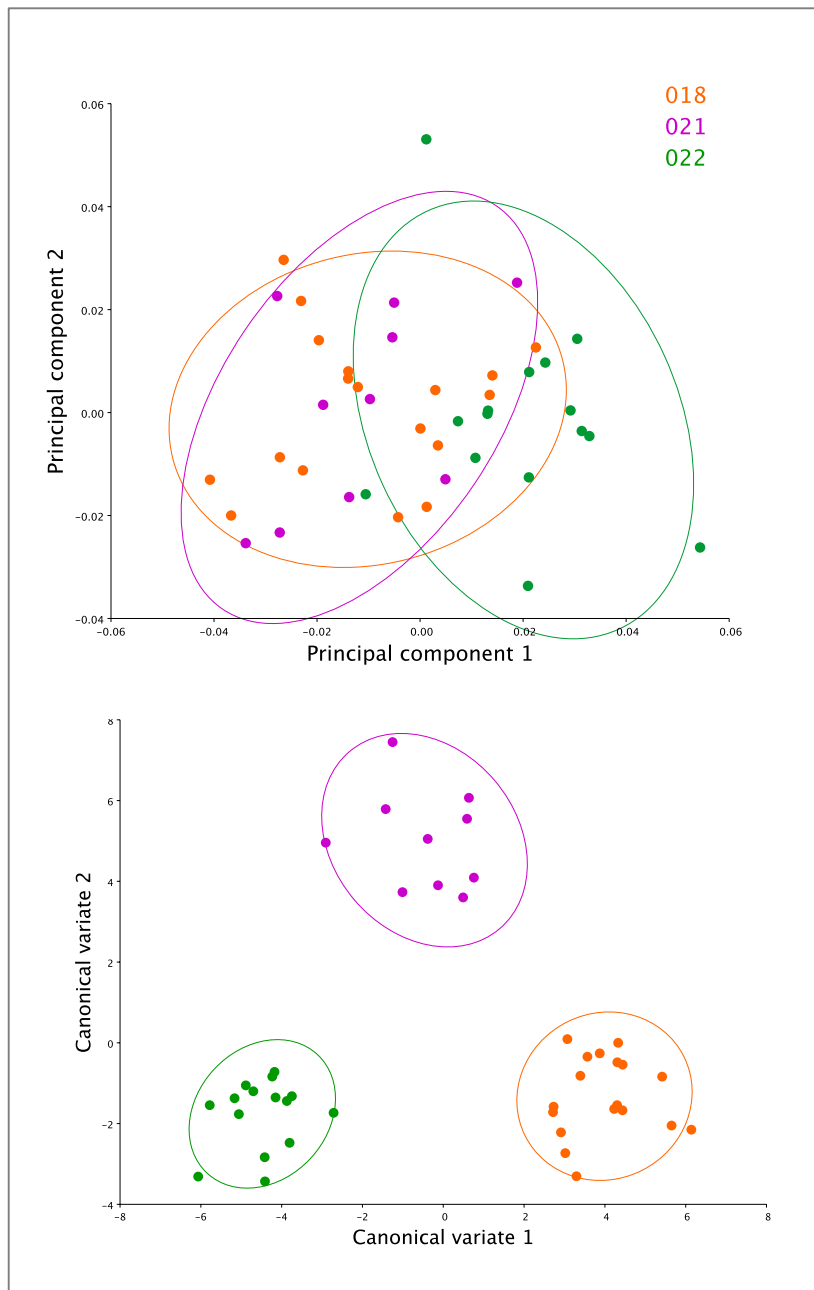 018
021
022
0.06
0.04
0.02
0.00
−0.02
−0.04
−0.06 −0.04 −0.02 0.00 0.02 0.04 0.06
Principal component 2
Principal component 1
8
6
4
2
0
−2
−4
−8 −6 −4 −2 0 2 4 6 8
Canonical variate 2
Canonical variate 1